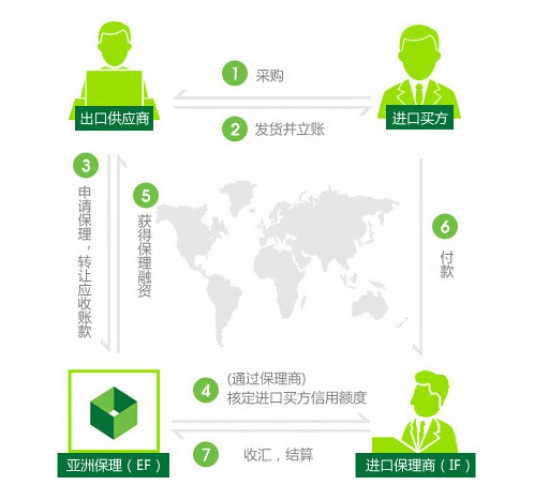 1 采购
出口供应商
进口买方
2 发货并立账
3
申请保理，转让应收账款
5
获得保理融资
6
付款
4
(通过保理商)
核定进口买方信用额度
7 收汇，结算
亚洲保理（EF）
进口保理商（IF）